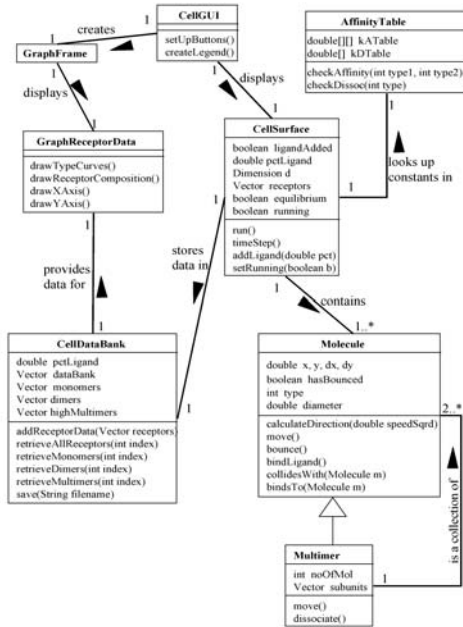 CellGUI
setUpButtons()
createLegend()
AffinityTable
double[][] kATable
double[] kDTable
checkAffinity(int type1, int type2)
checkDissoc(int type)
1
creates
1
GraphFrame
1
1
1
displays
displays
1
1
GraphReceptorData
drawTypeCurves()
drawReceptorComposition()
drawXAxis()
drawYAxis()
CellSurface
boolean ligandAdded
double pctLigand
Dimension d
Vector receptors
boolean equilibrium
boolean running
run()
timeStep()
addLigand(double pct)
setRunning(boolean b)
looks up
constants in
1
1
1
1
stores
data in
provides
data for
1
contains
1
1..*
CellDataBank
double pctLigand
Vector dataBank
Vector monomers
Vector dimers
Vector highMultimers
addReceptorData(Vector receptors)
retrieveAllReceptors(int index)
retrieveMonomers(int index)
retrieveDimers(int index)
retrieveMultimers(int index)
save(String filename)
1
Molecule
double x, y, dx, dy
boolean hasBounced
int type
double diameter
calculateDirection(double speedSqrd)
move()
bounce()
bindLigand()
collidesWith(Molecule m)
bindsTo(Molecule m)
2..*
is a collection of
Multimer
int noOfMol
Vector subunits
move()
dissociate()
1